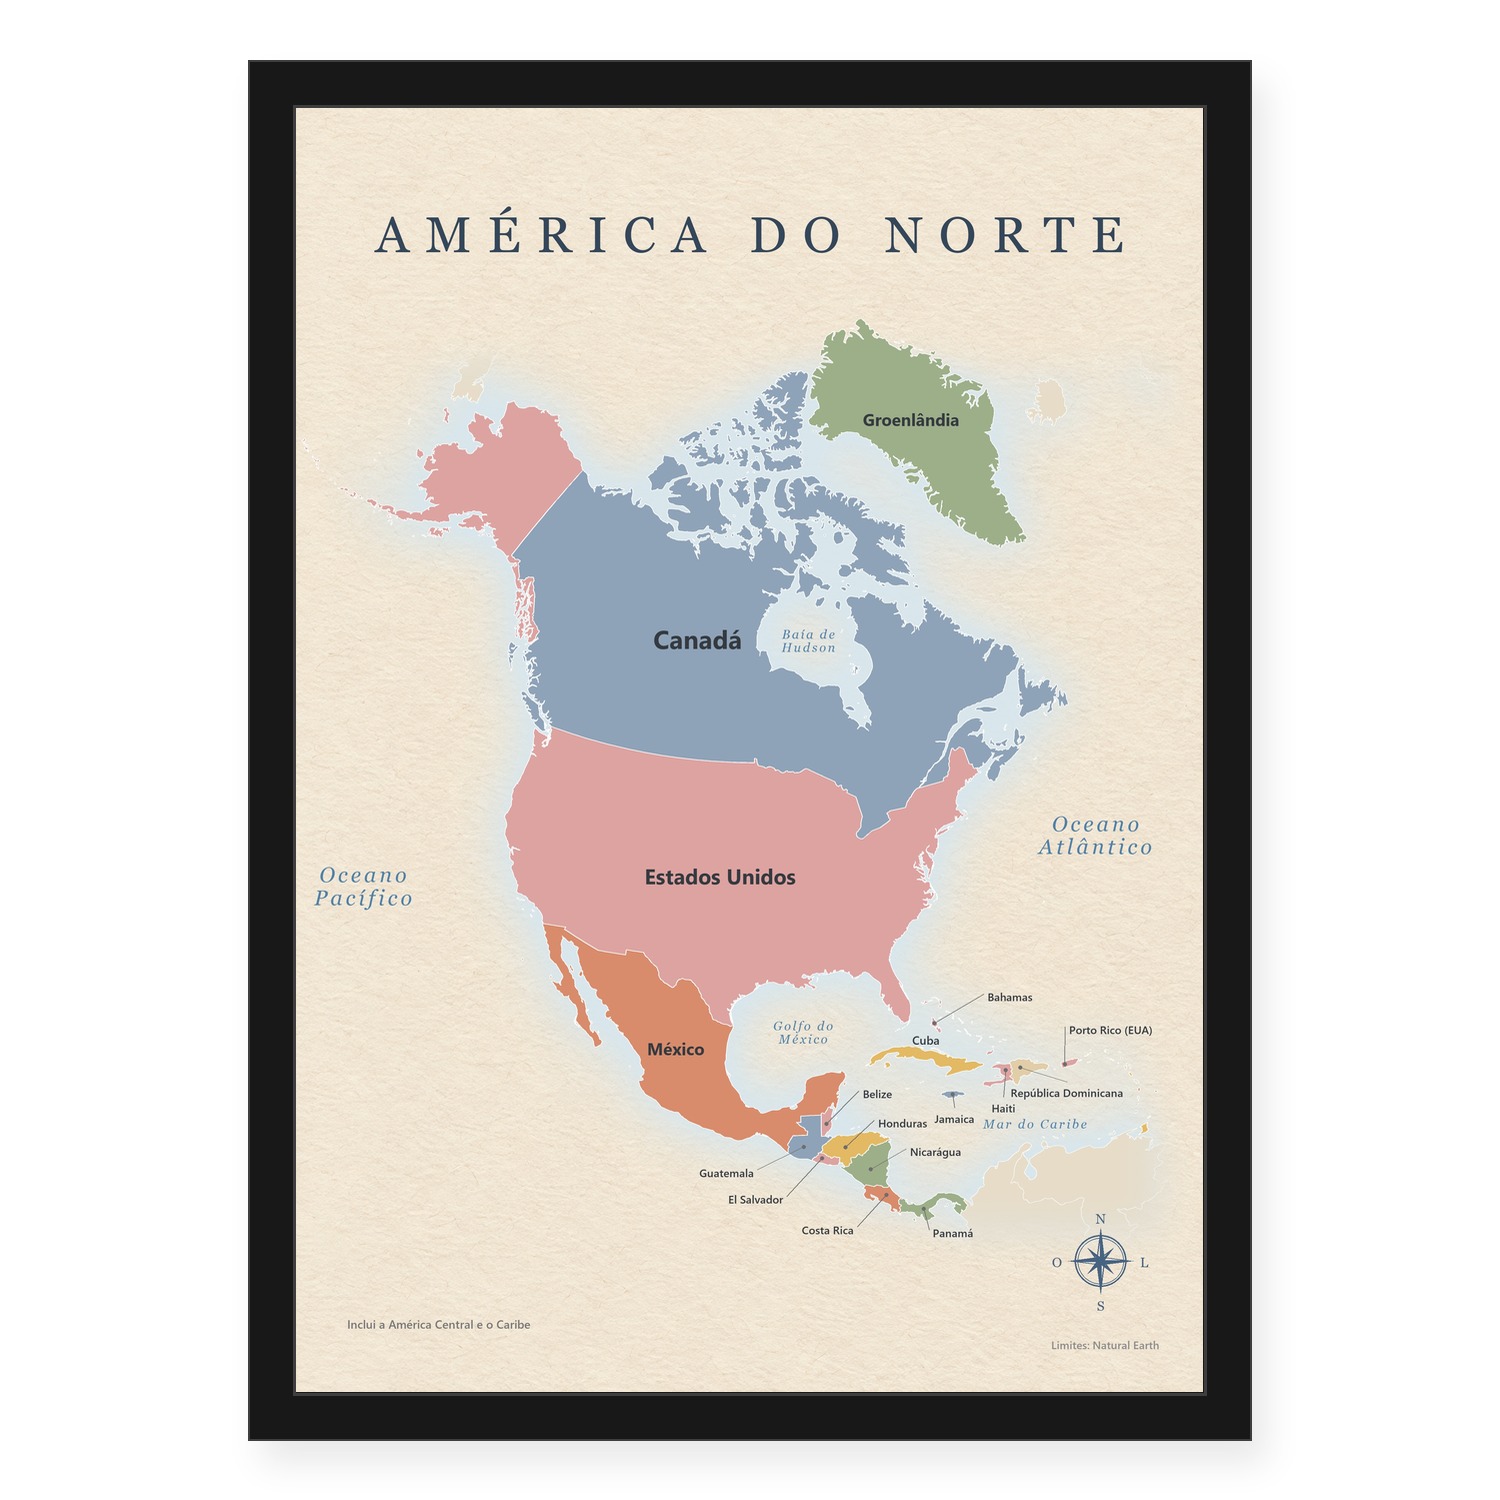 AMÉRICA DO NORTE
Groenlândia
Canadá
Baía de
Hudson
Oceano
Atlântico
Estados Unidos
Oceano
Pacífico
Bahamas
Golfo do
México
Porto Rico (EUA)
Cuba
México
Belize
República Dominicana
Haiti
Jamaica
Honduras
Mar do Caribe
Nicarágua
Guatemala
El Salvador
Costa Rica
Panamá
N
O L
S
Inclui a América Central e o Caribe
Limites: Natural Earth